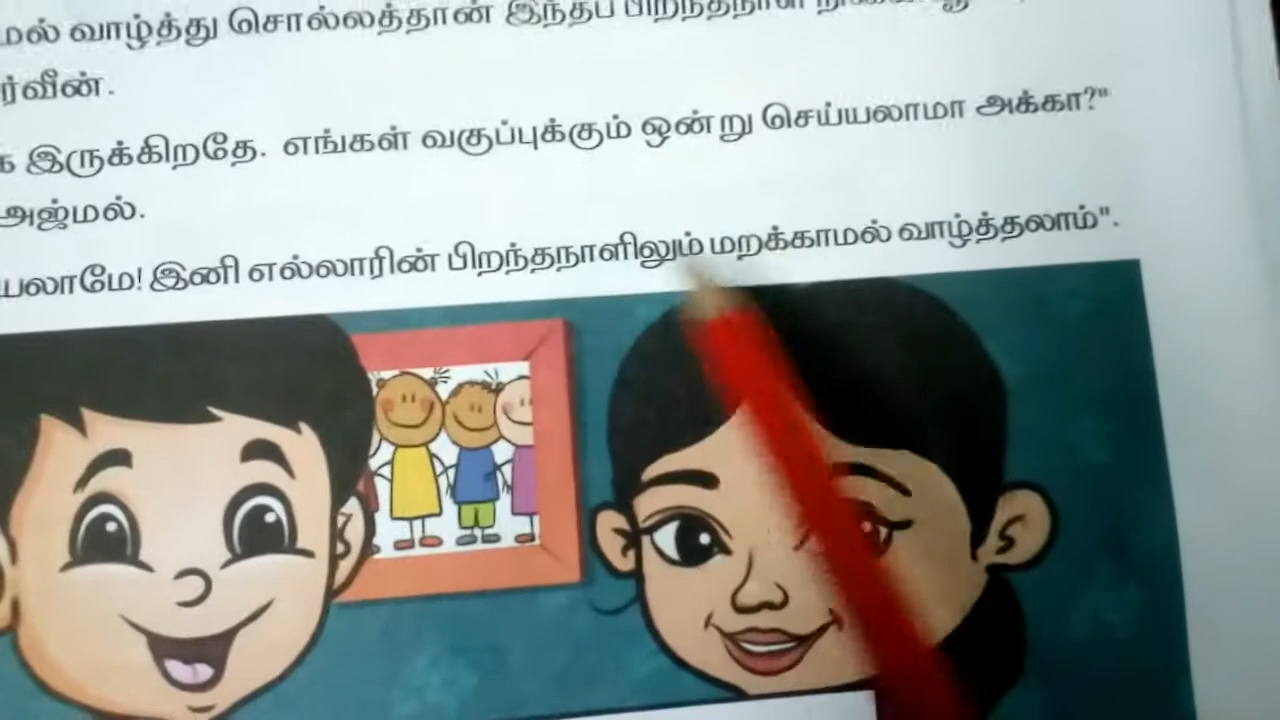 மல் வாழ்த்து சொல்லத்தான் இந்தப் பிறந்தநாள்
ர்வீன்.
க இருக்கிறதே. எங்கள் வகுப்புக்கும் ஒன்று செய்யலாமா அக்கா?"
அஜ்மல்.
யலாமே! இனி எல்லாரின் பிறந்தநாளிலும் மறக்காமல் வாழ்த்தலாம்".